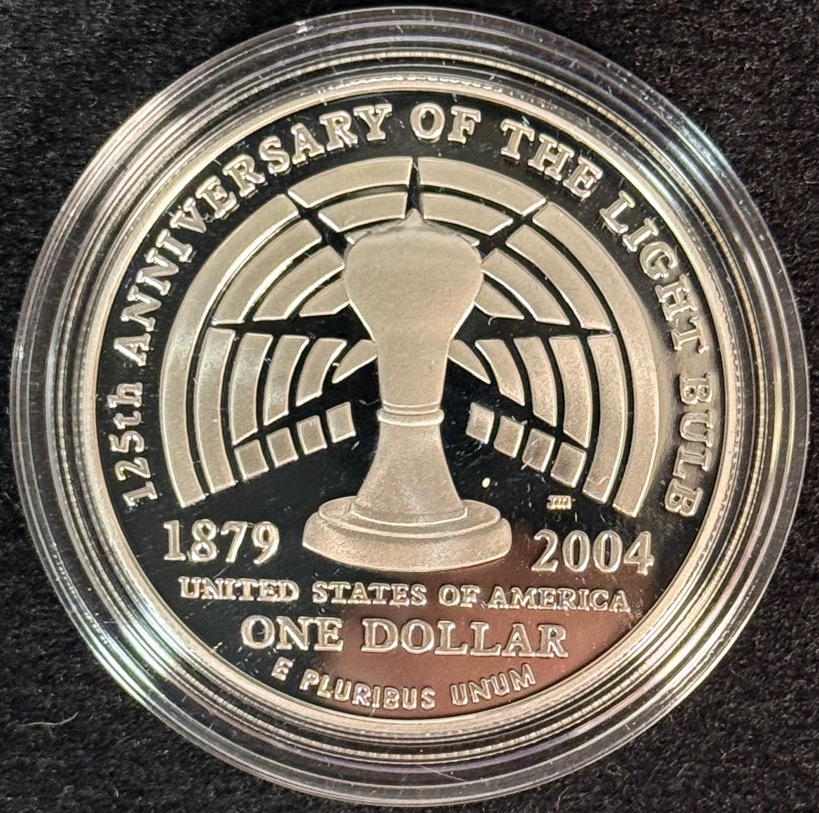 125th ANNIVERSARY OF THE LIGHT BULB
1879 2004
UNITED STATES OF AMERICA
ONE DOLLAR
E PLURIBUS UNUM